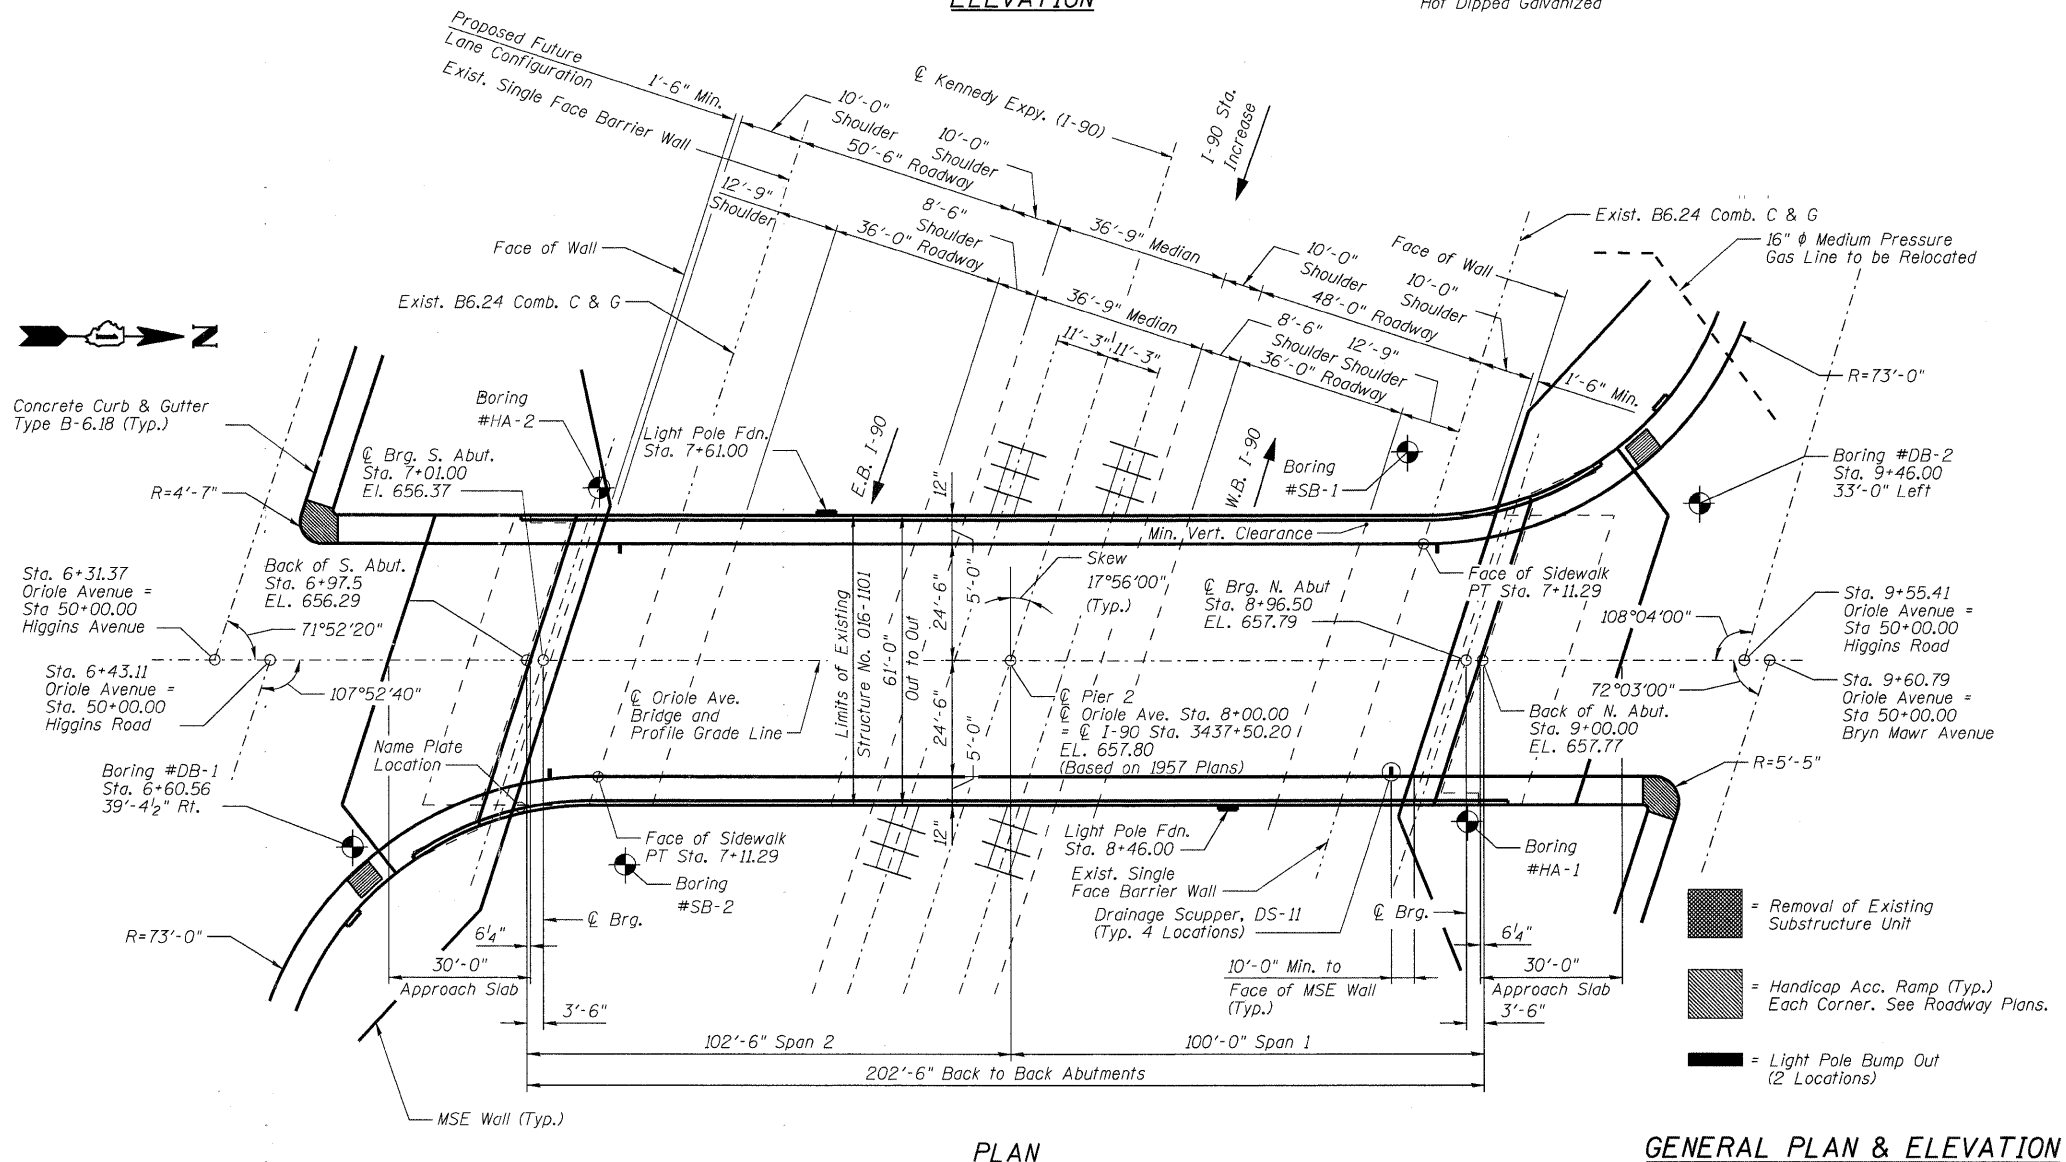 ELEVATION
Hot Dipped Galvanized
Proposed Future
Lane Configuration
Exist. Single Face Barrier Wall
1'-6" Min.
10'-0"
Shoulder
50'-6" Roadway
10'-0"
Shoulder
℄ Kennedy Expy. (I-90)
I-90 Sta.
Increase
12'-9"
Shoulder
36'-0" Roadway
8'-6"
Shoulder
36'-9" Median
10'-0"
Shoulder
48'-0" Roadway
Face of Wall
10'-0"
Shoulder
1'-6" Min.
36'-9" Median
11'-3"
11'-3"
8'-6"
Shoulder
36'-0" Roadway
12'-9"
Shoulder
Exist. B6.24 Comb. C & G
16" ϕ Medium Pressure
Gas Line to be Relocated
Face of Wall
Exist. B6.24 Comb. C & G
N
Concrete Curb & Gutter
Type B-6.18 (Typ.)
R=4'-7"
Boring
#HA-2
℄ Brg. S. Abut.
Sta. 7+01.00
El. 656.37
Light Pole Fdn.
Sta. 7+61.00
E.B. I-90
W.B. I-90
Boring
#SB-1
R=73'-0"
Boring #DB-2
Sta. 9+46.00
33'-0" Left
12"
Min. Vert. Clearance
Sta. 6+31.37
Oriole Avenue =
Sta 50+00.00
Higgins Avenue
Back of S. Abut.
Sta. 6+97.5
EL. 656.29
71°52'20"
Limits of Existing
Structure No. 016-1101
61'-0"
Out to Out
24'-6"
5'-0"
Skew
17°56'00"
(Typ.)
℄ Brg. N. Abut
Sta. 8+96.50
EL. 657.79
Face of Sidewalk
PT Sta. 7+11.29
108°04'00"
Sta. 9+55.41
Oriole Avenue =
Sta 50+00.00
Higgins Road
Sta. 6+43.11
Oriole Avenue =
Sta. 50+00.00
Higgins Road
107°52'40"
℄ Oriole Ave.
Bridge and
Profile Grade Line
24'-6"
5'-0"
℄ Pier 2
℄ Oriole Ave. Sta. 8+00.00
= ℄ I-90 Sta. 3437+50.20
EL. 657.80
(Based on 1957 Plans)
72°03'00"
Back of N. Abut.
Sta. 9+00.00
EL. 657.77
Sta. 9+60.79
Oriole Avenue =
Sta 50+00.00
Bryn Mawr Avenue
Name Plate
Location
Boring #DB-1
Sta. 6+60.56
39'-4½" Rt.
R=5'-5"
Face of Sidewalk
PT Sta. 7+11.29
12"
Light Pole Fdn.
Sta. 8+46.00
Boring
#SB-2
Exist. Single
Face Barrier Wall
Boring
#HA-1
Drainage Scupper, DS-11
(Typ. 4 Locations)
℄ Brg.
℄ Brg.
R=73'-0"
6¼"
30'-0"
Approach Slab
3'-6"
10'-0" Min. to
Face of MSE Wall
(Typ.)
6¼"
30'-0"
Approach Slab
3'-6"
102'-6" Span 2
100'-0" Span 1
202'-6" Back to Back Abutments
MSE Wall (Typ.)
= Removal of Existing
Substructure Unit
= Handicap Acc. Ramp (Typ.)
Each Corner. See Roadway Plans.
= Light Pole Bump Out
(2 Locations)
PLAN
GENERAL PLAN & ELEVATION